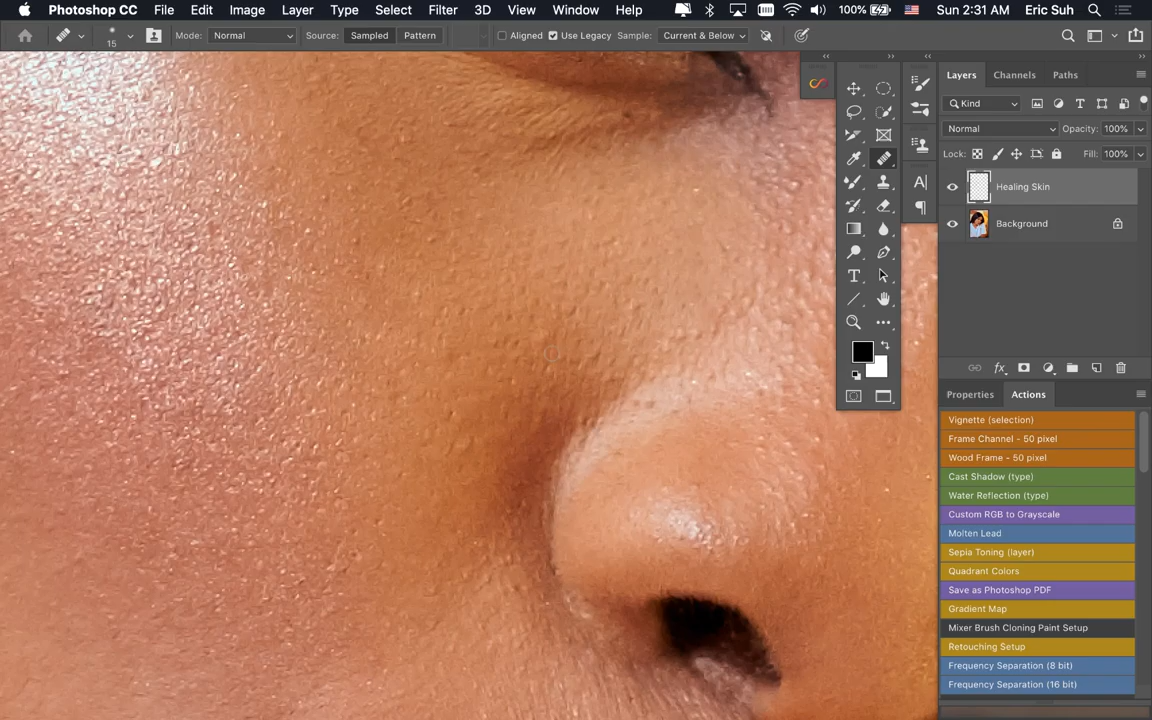 Photoshop CC File Edit Image Layer Type Select Filter 3D View Window Help 100% Sun 2:31 AM Eric Suh
15 Mode: Normal Source: Sampled Pattern Aligned Use Legacy Sample: Current & Below
Layers Channels Paths
Kind
Normal Opacity: 100%
Lock: Fill: 100%
Healing Skin
Background
Properties Actions
Vignette (selection)
Frame Channel - 50 pixel
Wood Frame - 50 pixel
Cast Shadow (type)
Water Reflection (type)
Custom RGB to Grayscale
Molten Lead
Sepia Toning (layer)
Quadrant Colors
Save as Photoshop PDF
Gradient Map
Mixer Brush Cloning Paint Setup
Retouching Setup
Frequency Separation (8 bit)
Frequency Separation (16 bit)